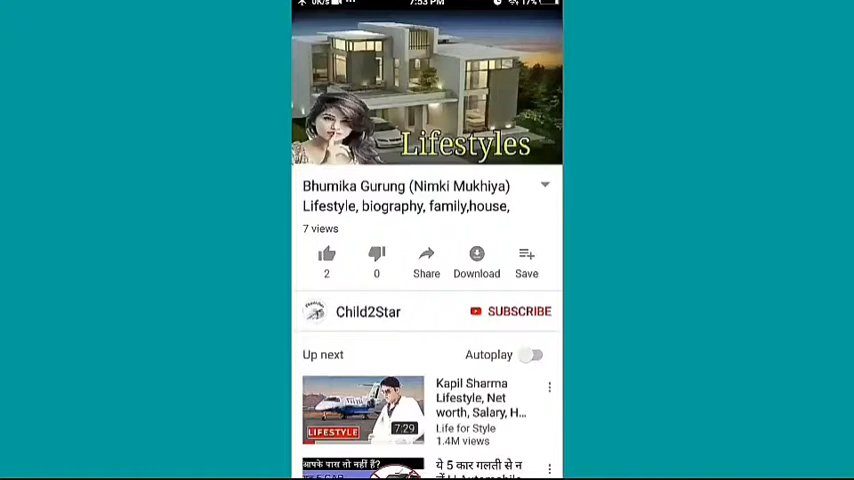 7:53 PM
17%
Lifestyles
Bhumika Gurung (Nimki Mukhiya)
Lifestyle, biography, family,house,
7 views
2 0 Share Download Save
Child2Star SUBSCRIBE
Up next Autoplay
Kapil Sharma
Lifestyle, Net
worth, Salary, H...
Life for Style
1.4M views
LIFESTYLE 7:29
आपके पास तो नहीं है?
ये 5 कार गलती से न